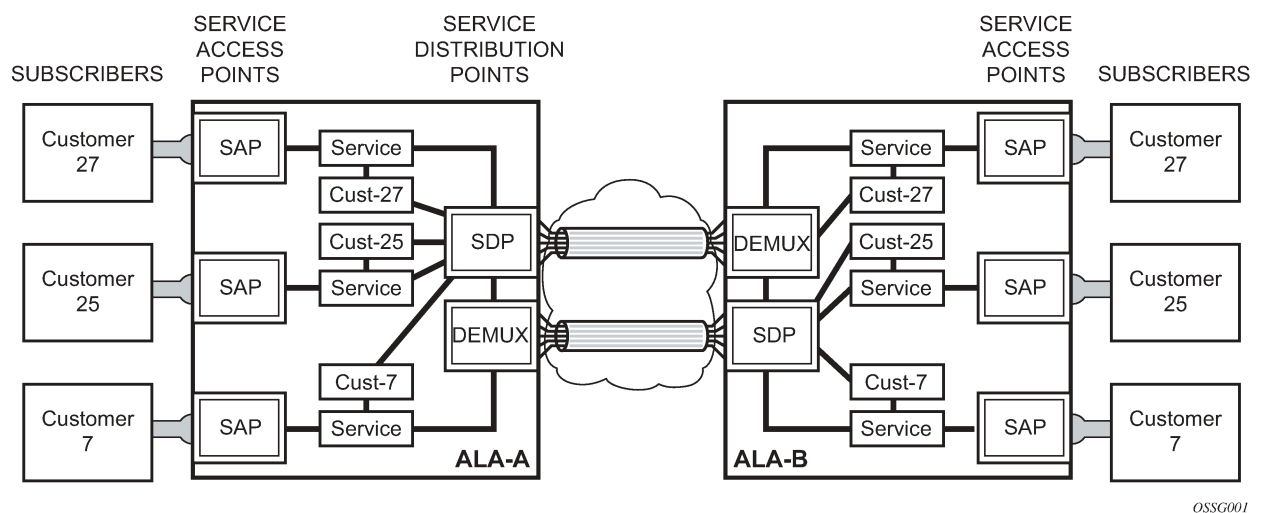 SERVICE
ACCESS
POINTS
SERVICE
DISTRIBUTION
POINTS
SERVICE
ACCESS
POINTS
SUBSCRIBERS
SUBSCRIBERS
Customer
27
SAP
Service
Cust-27
Cust-25
Service
SAP
Customer
25
Cust-7
Service
SAP
Customer
7
SDP
DEMUX
ALA-A
DEMUX
SDP
ALA-B
Service
Cust-27
SAP
Customer
27
Cust-25
Service
SAP
Customer
25
Cust-7
Service
SAP
Customer
7
OSSG001